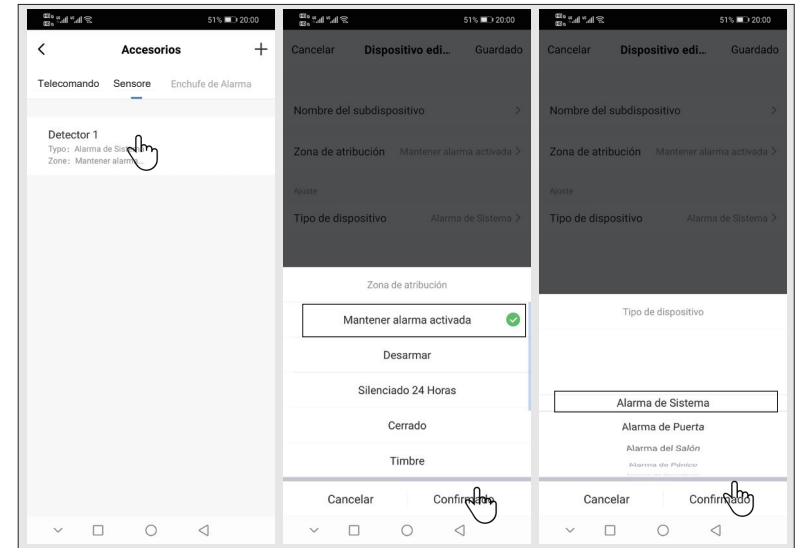 51% 20:00
Accesorios
Telecomando Sensore Enchufe de Alarma
Detector 1
Typo: Alarma de Sistema
Zone: Mantener alarma...
51% 20:00
Cancelar Dispositivo edi... Guardado
Nombre del subdispositivo
Zona de atribución Mantener alarma activada
Ajuste
Tipo de dispositivo Alarma de Sistema
Zona de atribución
Mantener alarma activada
Desarmar
Silenciado 24 Horas
Cerrado
Timbre
Cancelar Confirmado
51% 20:00
Cancelar Dispositivo edi... Guardado
Nombre del subdispositivo
Zona de atribución Mantener alarma activada
Ajuste
Tipo de dispositivo Alarma de Sistema
Tipo de dispositivo
Alarma de Sistema
Alarma de Puerta
Alarma del Salón
Alarma de Pánico
Cancelar Confirmado